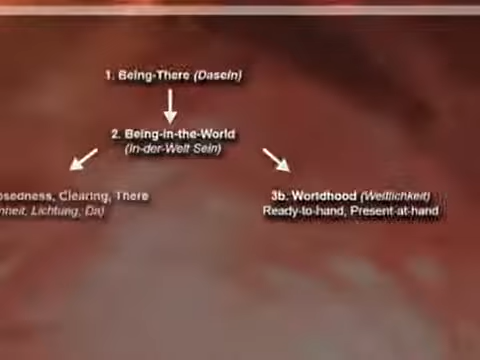 1. Being-There (Dasein)
2. Being-in-the-World
(In-der-Welt Sein)
osedness, Clearing, There
nheit, Lichtung, Da)
3b. Worldhood (Weltlichkeit)
Ready-to-hand, Present-at-hand